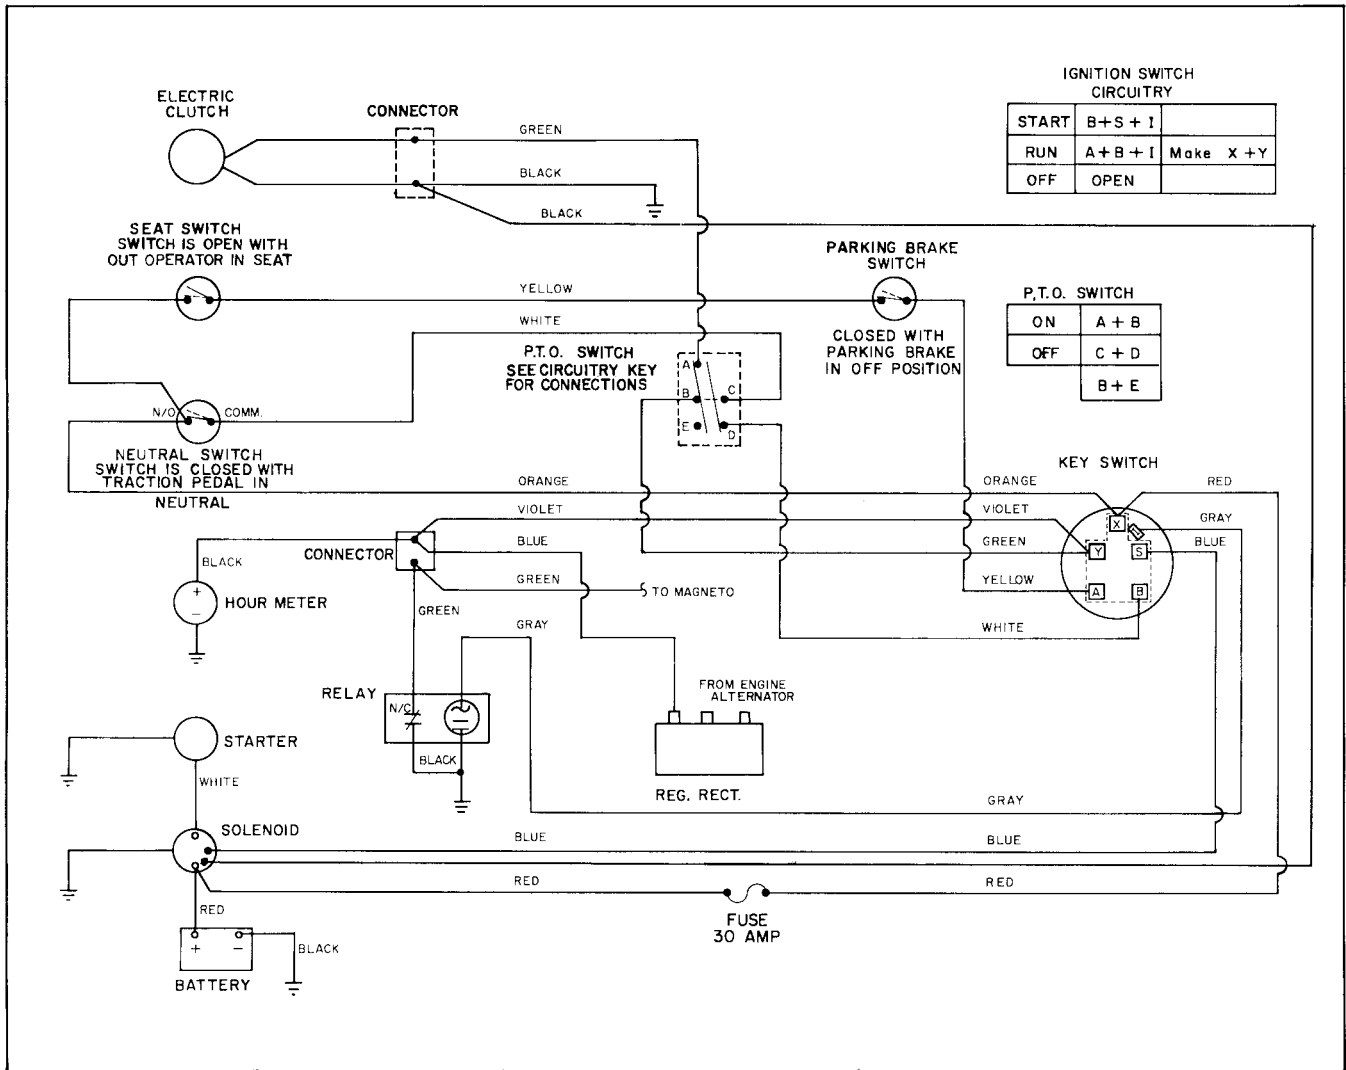 IGNITION SWITCH
CIRCUITRY
START B+S+I
RUN A+B+I Make X+Y
OFF OPEN
ELECTRIC
CLUTCH
CONNECTOR
GREEN
BLACK
BLACK
SEAT SWITCH
SWITCH IS OPEN WITH
OUT OPERATOR IN SEAT
YELLOW
WHITE
PARKING BRAKE
SWITCH
CLOSED WITH
PARKING BRAKE
IN OFF POSITION
P.T.O. SWITCH
ON A+B
OFF C+D
B+E
P.T.O. SWITCH
SEE CIRCUITRY KEY
FOR CONNECTIONS
A
B
C
E
D
N/O
COMM.
NEUTRAL SWITCH
SWITCH IS CLOSED WITH
TRACTION PEDAL IN
NEUTRAL
KEY SWITCH
ORANGE
ORANGE
RED
VIOLET
VIOLET
GRAY
BLUE
GREEN
BLUE
X
Y
S
A
B
CONNECTOR
BLACK
GREEN
TO MAGNETO
YELLOW
+
-
HOUR METER
GREEN
GRAY
WHITE
RELAY
N/C
BLACK
FROM ENGINE
ALTERNATOR
REG. RECT.
STARTER
WHITE
GRAY
SOLENOID
BLUE
BLUE
RED
RED
RED
FUSE
30 AMP
+
-
BLACK
BATTERY